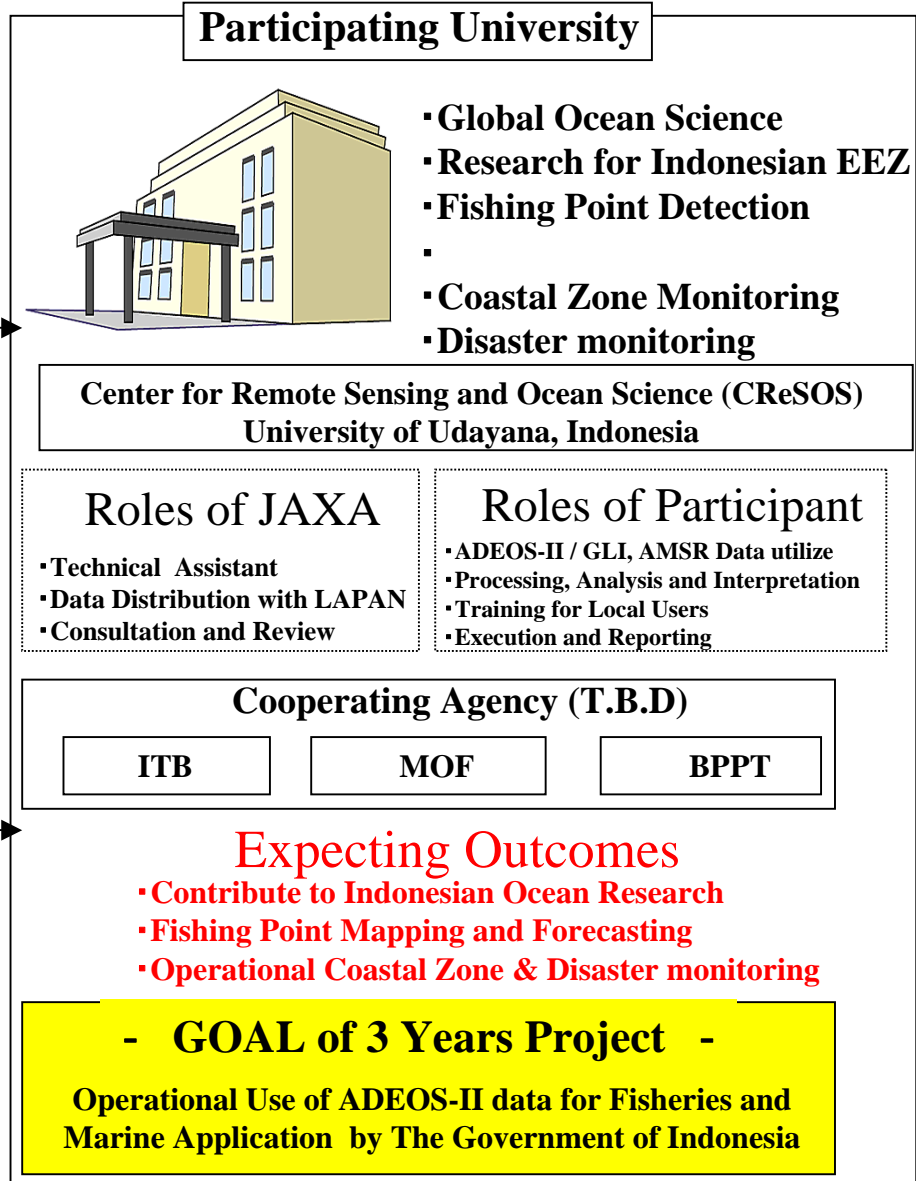 Participating University
▪Global Ocean Science
▪Research for Indonesian EEZ
▪Fishing Point Detection
▪
▪Coastal Zone Monitoring
▪Disaster monitoring
Center for Remote Sensing and Ocean Science (CReSOS)
University of Udayana, Indonesia
Roles of JAXA
▪Technical Assistant
▪Data Distribution with LAPAN
▪Consultation and Review
Roles of Participant
▪ADEOS-II / GLI, AMSR Data utilize
▪Processing, Analysis and Interpretation
▪Training for Local Users
▪Execution and Reporting
Cooperating Agency (T.B.D)
ITB MOF BPPT
Expecting Outcomes
▪Contribute to Indonesian Ocean Research
▪Fishing Point Mapping and Forecasting
▪Operational Coastal Zone & Disaster monitoring
- GOAL of 3 Years Project -
Operational Use of ADEOS-II data for Fisheries and
Marine Application by The Government of Indonesia